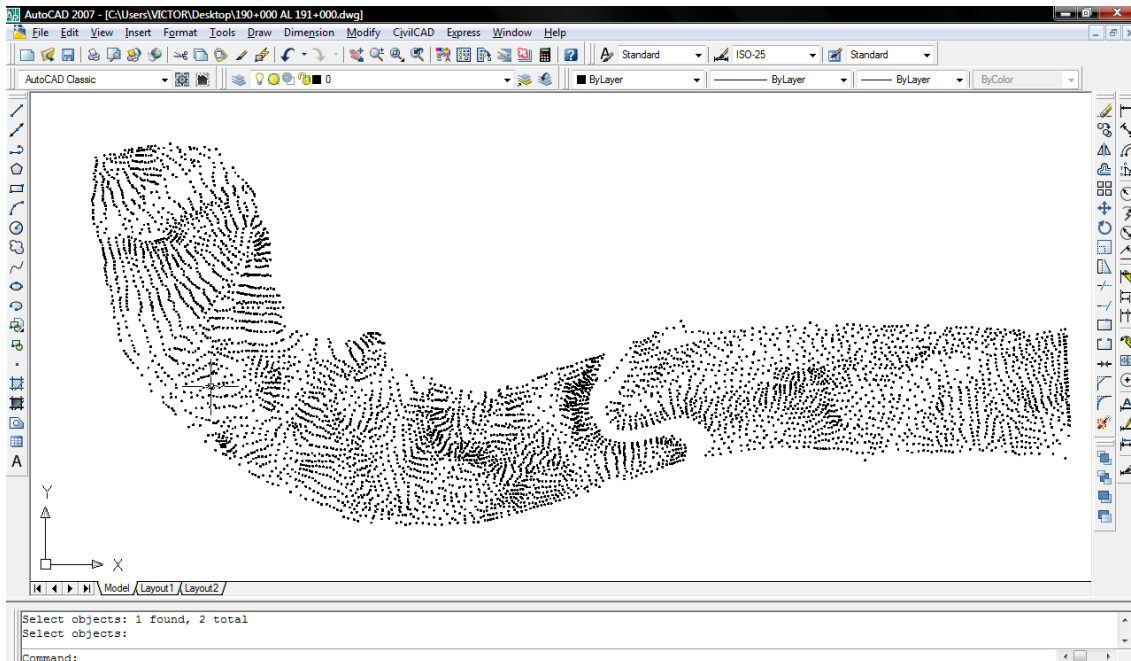 AutoCAD 2007 - [C:\Users\VICTOR\Desktop\190+000 AL 191+000.dwg]
File Edit View Insert Format Tools Draw Dimension Modify CivilCAD Express Window Help
Standard ISO-25 Standard
AutoCAD Classic 0 ByLayer ByLayer ByLayer ByColor
A
Y
X
Model Layout1 Layout2
Select objects: 1 found, 2 total
Select objects:
Command: